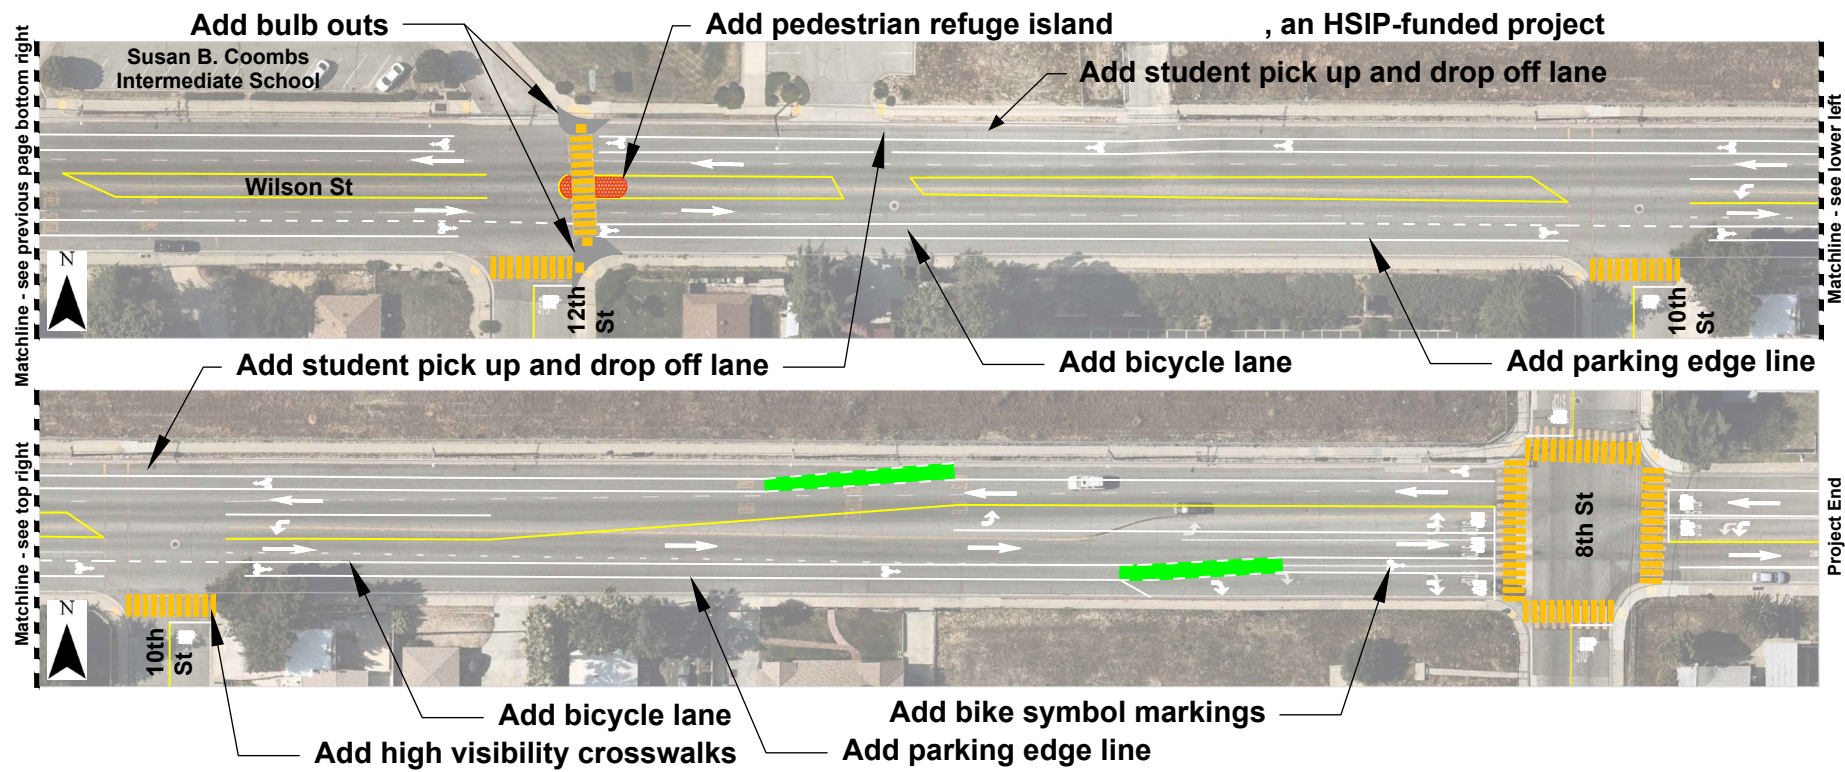 Add bulb outs
Add pedestrian refuge island
, an HSIP-funded project
Susan B. Coombs
Intermediate School
Add student pick up and drop off lane
Matchline - see previous page bottom right
Wilson St
Matchline - see lower left
N
12th
St
10th
St
Add student pick up and drop off lane
Add bicycle lane
Add parking edge line
Matchline - see top right
8th St
Project End
N
10th
St
Add bicycle lane
Add bike symbol markings
Add high visibility crosswalks
Add parking edge line